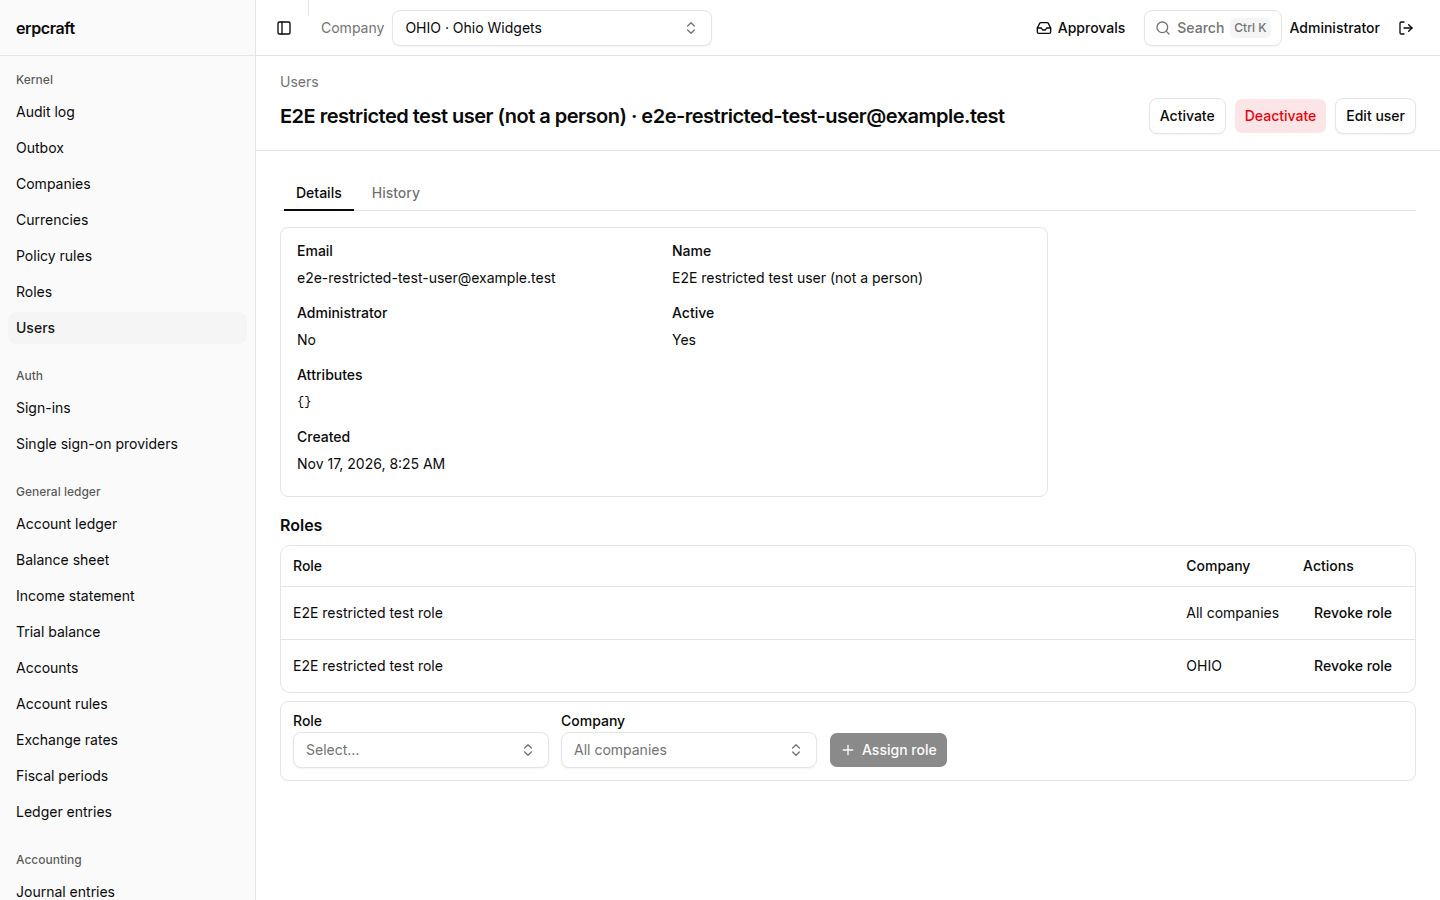 erpcraft
Company
OHIO · Ohio Widgets
Approvals
Search Ctrl K
Administrator
Kernel
Audit log
Outbox
Companies
Currencies
Policy rules
Roles
Users
Auth
Sign-ins
Single sign-on providers
General ledger
Account ledger
Balance sheet
Income statement
Trial balance
Accounts
Account rules
Exchange rates
Fiscal periods
Ledger entries
Accounting
Journal entries
Users
E2E restricted test user (not a person) · e2e-restricted-test-user@example.test
Activate
Deactivate
Edit user
Details
History
Email
e2e-restricted-test-user@example.test
Name
E2E restricted test user (not a person)
Administrator
No
Active
Yes
Attributes
{}
Created
Nov 17, 2026, 8:25 AM
Roles
Role Company Actions
E2E restricted test role All companies Revoke role
E2E restricted test role OHIO Revoke role
Role
Select...
Company
All companies
Assign role